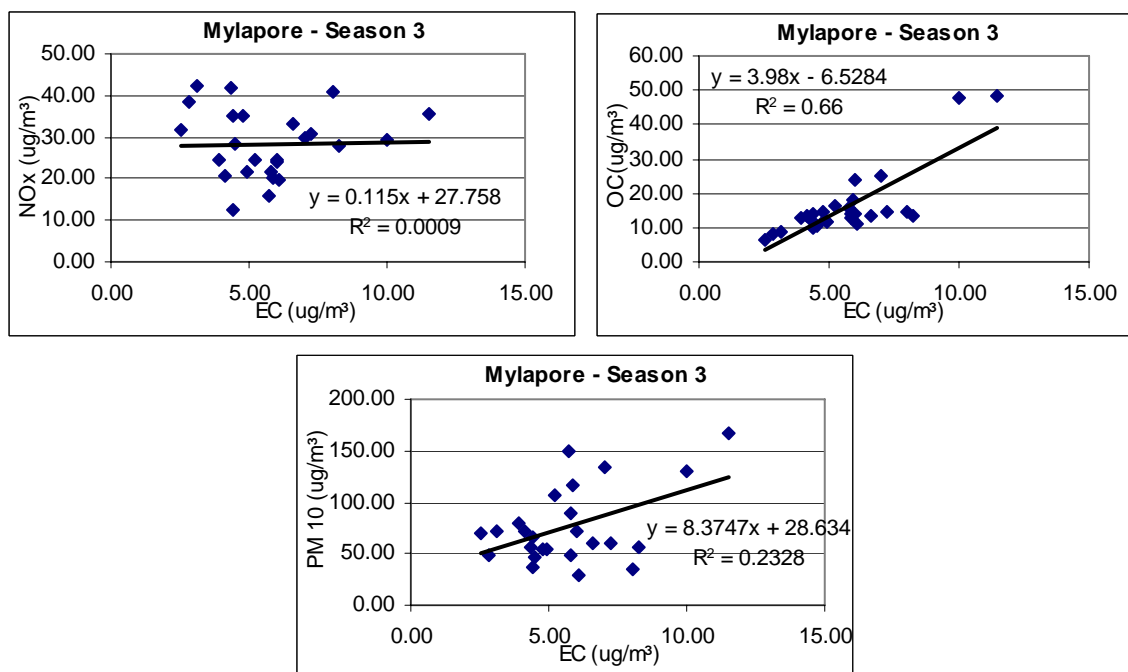 Mylapore - Season 3
NOx (ug/m³)
50.00
40.00
30.00
20.00
10.00
0.00
y = 0.115x + 27.758
R² = 0.0009
0.00 5.00 10.00 15.00
EC (ug/m³)
Mylapore - Season 3
OC(ug/m³)
60.00
50.00
40.00
30.00
20.00
10.00
0.00
y = 3.98x - 6.5284
R² = 0.66
0.00 5.00 10.00 15.00
EC (ug/m³)
Mylapore - Season 3
PM 10 (ug/m³)
200.00
150.00
100.00
50.00
0.00
y = 8.3747x + 28.634
R² = 0.2328
0.00 5.00 10.00 15.00
EC (ug/m³)